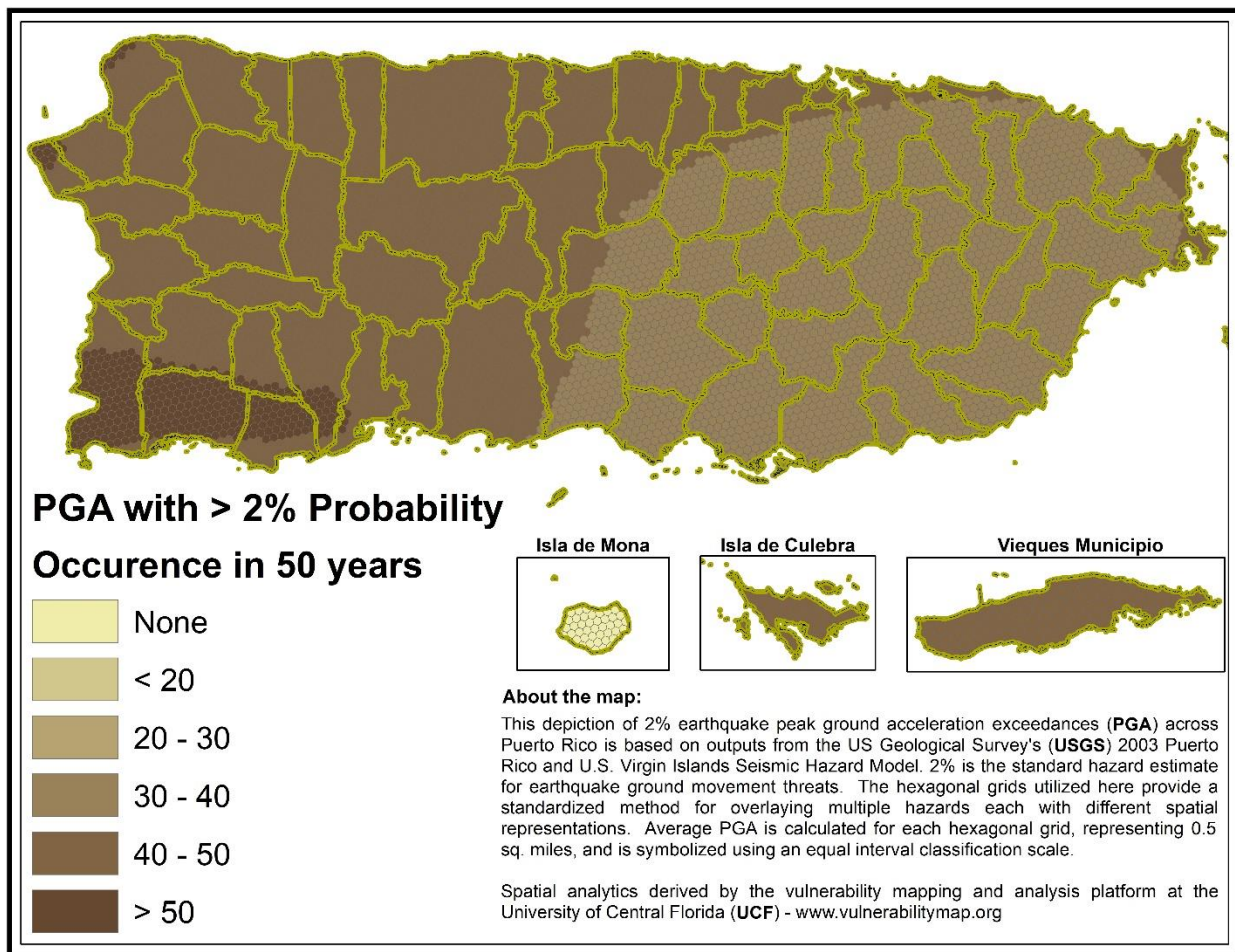 PGA with > 2% Probability
Occurence in 50 years
None
< 20
20 - 30
30 - 40
40 - 50
> 50
Isla de Mona
Isla de Culebra
Vieques Municipio
About the map:
This depiction of 2% earthquake peak ground acceleration exceedances (PGA) across
Puerto Rico is based on outputs from the US Geological Survey's (USGS) 2003 Puerto
Rico and U.S. Virgin Islands Seismic Hazard Model. 2% is the standard hazard estimate
for earthquake ground movement threats. The hexagonal grids utilized here provide a
standardized method for overlaying multiple hazards each with different spatial
representations. Average PGA is calculated for each hexagonal grid, representing 0.5
sq. miles, and is symbolized using an equal interval classification scale.
Spatial analytics derived by the vulnerability mapping and analysis platform at the
University of Central Florida (UCF) - www.vulnerabilitymap.org